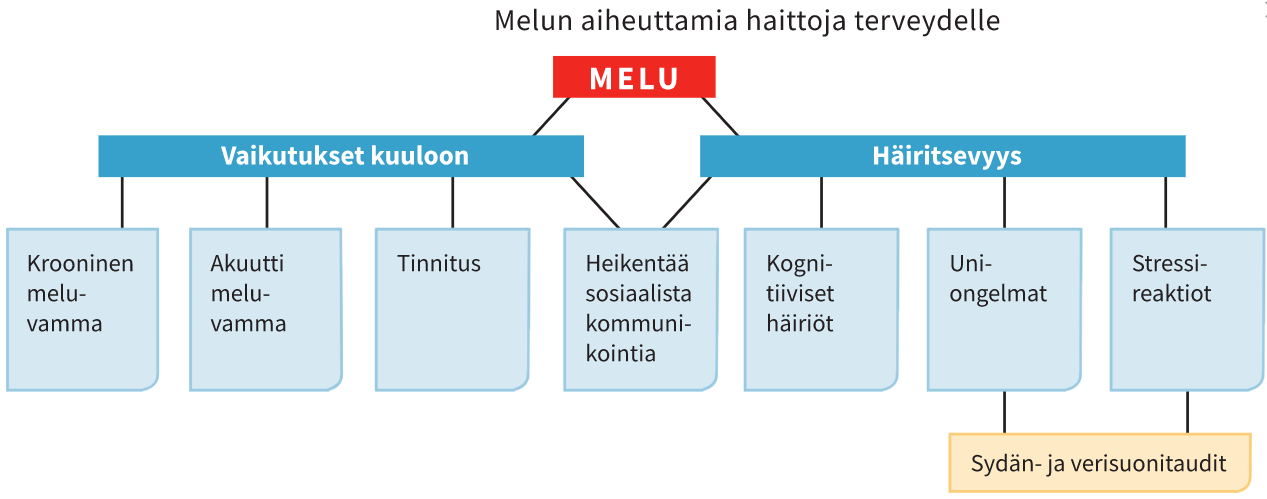 Melun aiheuttamia haittoja terveydelle
MELU
Vaikutukset kuuloon
Häiritsevyys
Krooninen
melu-
vamma
Akuutti
melu-
vamma
Tinnitus
Heikentää
sosiaalista
kommuni-
kointia
Kogni-
tiiviset
häiriöt
Uni-
ongelmat
Stressi-
reaktiot
Sydän- ja verisuonitaudit